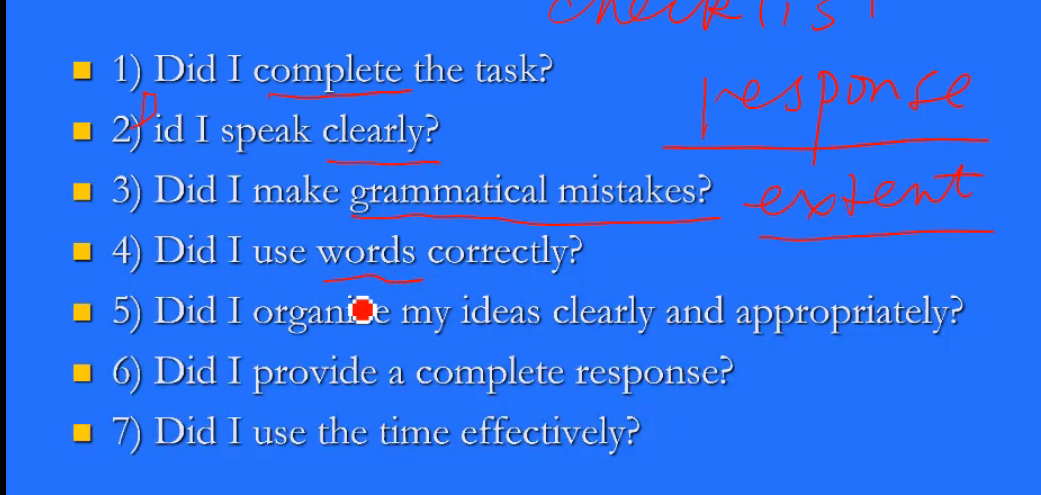 checklist
1) Did I complete the task?
response
2) Did I speak clearly?
3) Did I make grammatical mistakes?
extent
4) Did I use words correctly?
5) Did I organize my ideas clearly and appropriately?
6) Did I provide a complete response?
7) Did I use the time effectively?